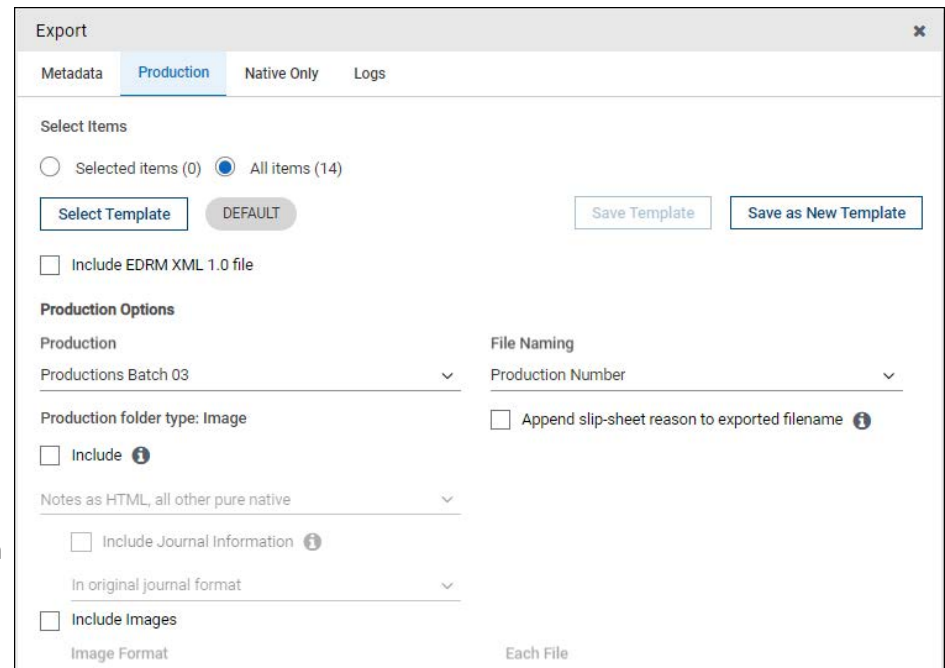 Export
Metadata Production Native Only Logs
Select Items
Selected items (0) All items (14)
Select Template DEFAULT Save Template Save as New Template
Include EDRM XML 1.0 file
Production Options
Production File Naming
Productions Batch 03 Production Number
Production folder type: Image Append slip-sheet reason to exported filename
Include
Notes as HTML, all other pure native
Include Journal Information
In original journal format
Include Images
Image Format Each File